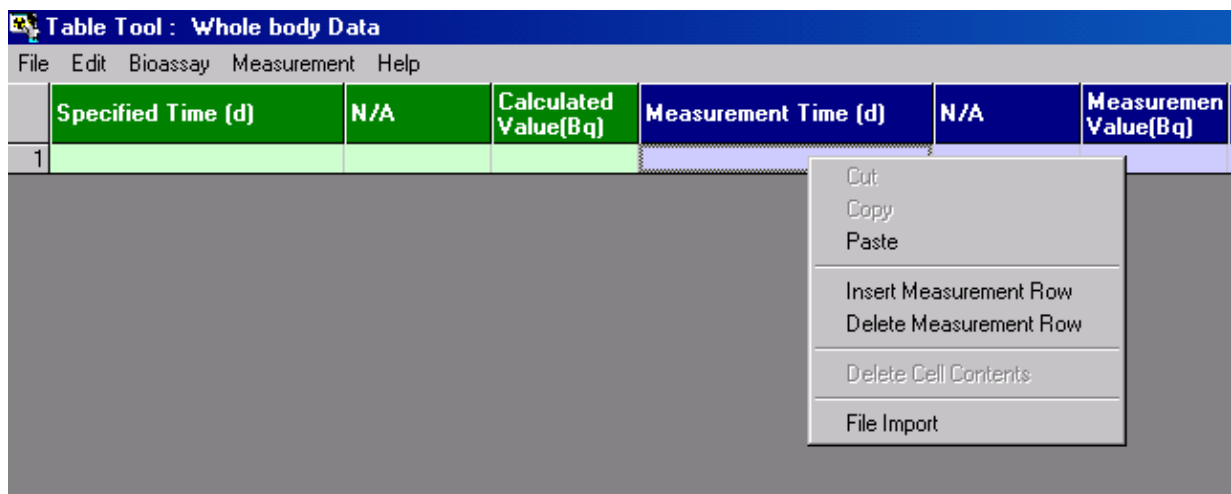 Table Tool : Whole body Data
File Edit Bioassay Measurement Help
Specified Time (d) N/A Calculated Value(Bq) Measurement Time (d) N/A Measuremen Value(Bq)
1
Cut
Copy
Paste
Insert Measurement Row
Delete Measurement Row
Delete Cell Contents
File Import